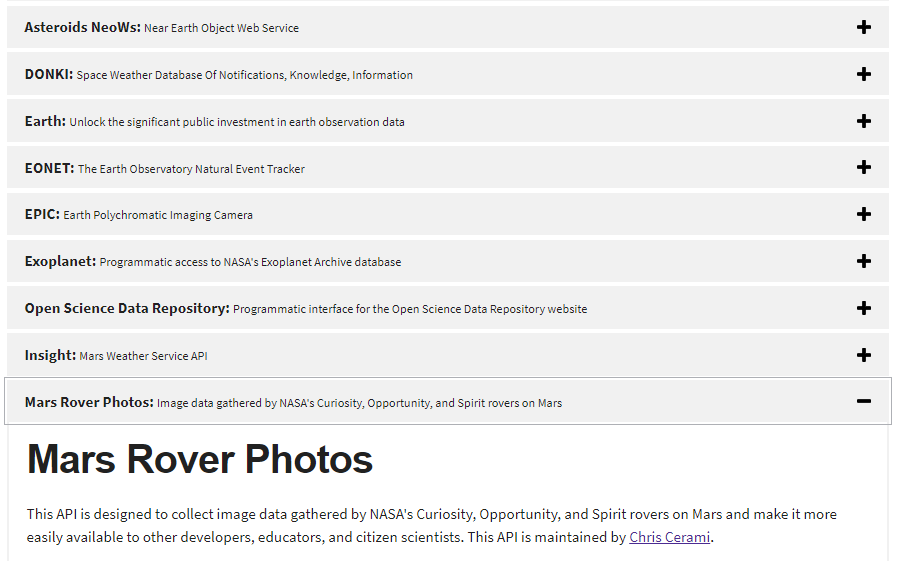 Asteroids NeoWs: Near Earth Object Web Service
DONKI: Space Weather Database Of Notifications, Knowledge, Information
Earth: Unlock the significant public investment in earth observation data
EONET: The Earth Observatory Natural Event Tracker
EPIC: Earth Polychromatic Imaging Camera
Exoplanet: Programmatic access to NASA's Exoplanet Archive database
Open Science Data Repository: Programmatic interface for the Open Science Data Repository website
Insight: Mars Weather Service API
Mars Rover Photos: Image data gathered by NASA's Curiosity, Opportunity, and Spirit rovers on Mars
Mars Rover Photos
This API is designed to collect image data gathered by NASA's Curiosity, Opportunity, and Spirit rovers on Mars and make it more
easily available to other developers, educators, and citizen scientists. This API is maintained by Chris Cerami.